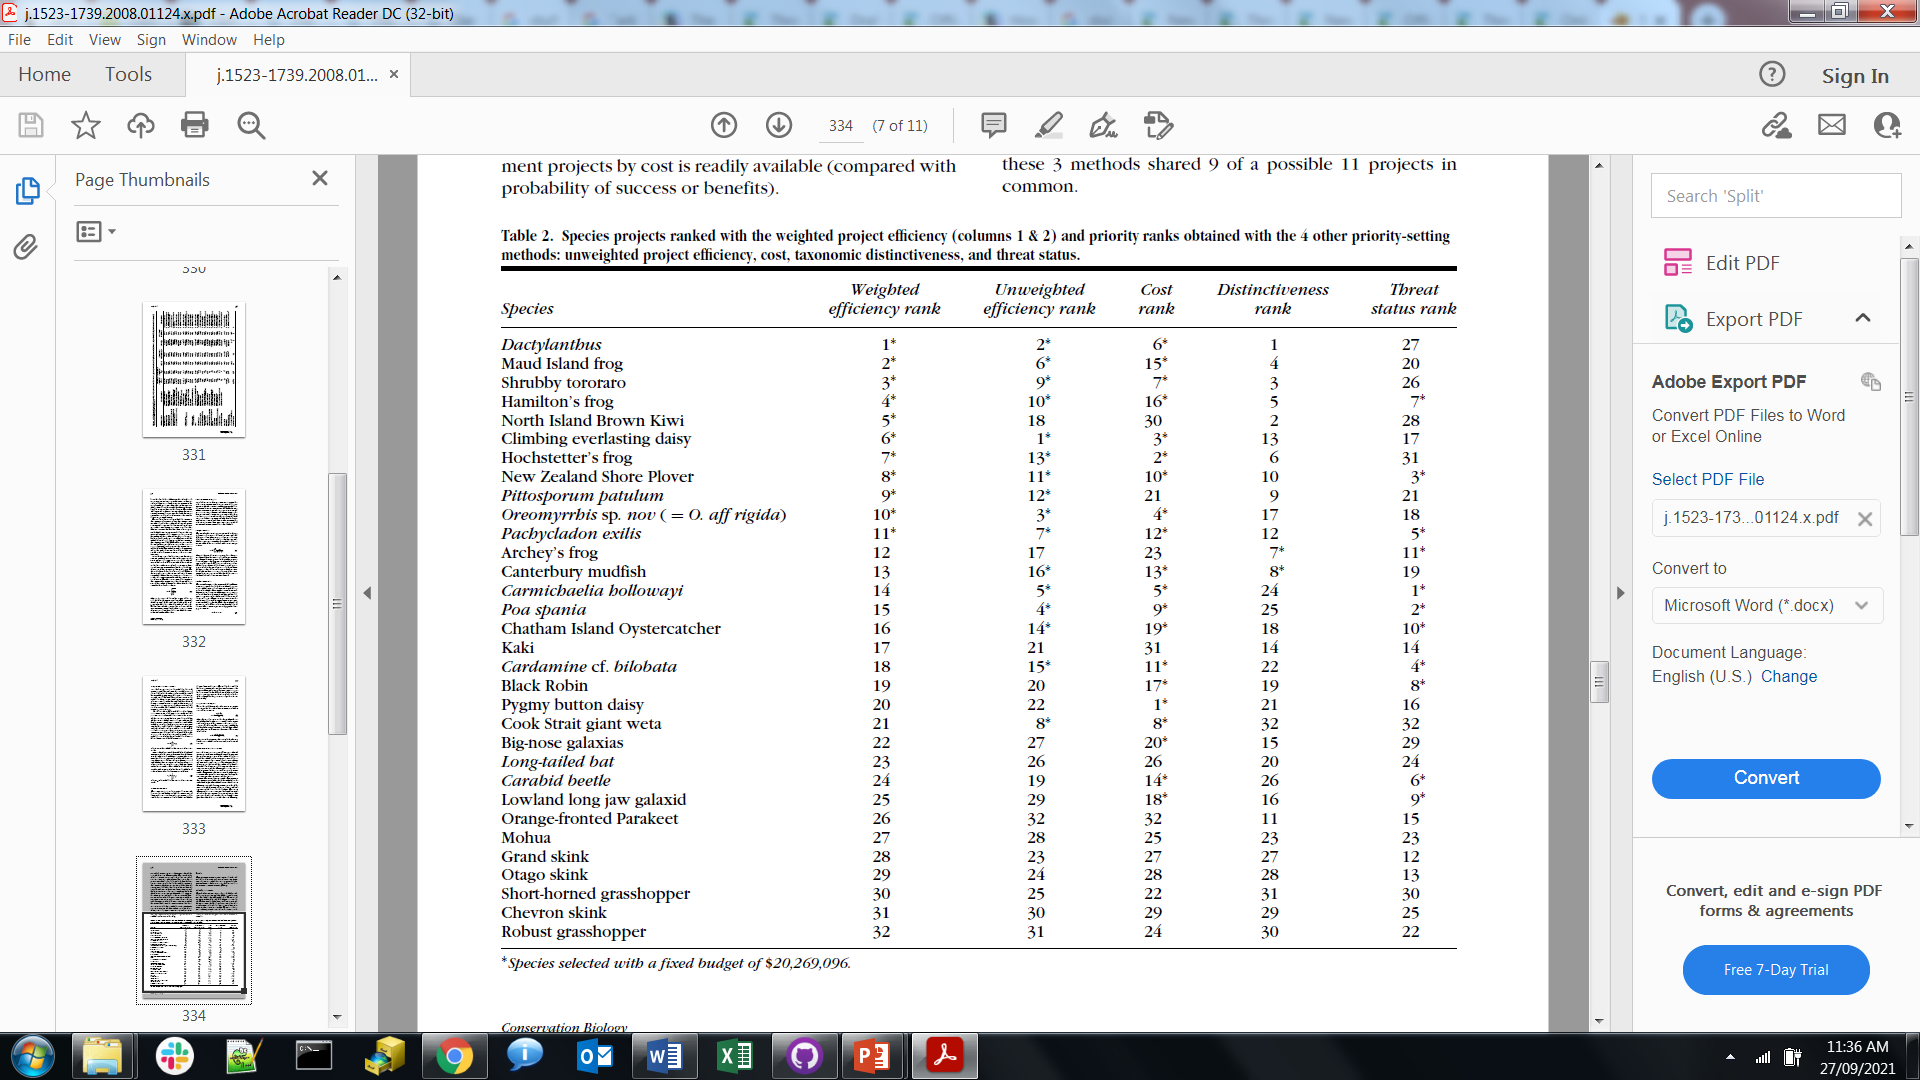 j.1523-1739.2008.01124.x.pdf - Adobe Acrobat Reader DC (32-bit)
File Edit View Sign Window Help
Home Tools j.1523-1739.2008.01... × Sign In
334 (7 of 11)
Page Thumbnails
330
331
332
333
334
ment projects by cost is readily available (compared with
probability of success or benefits).
these 3 methods shared 9 of a possible 11 projects in
common.
Table 2. Species projects ranked with the weighted project efficiency (columns 1 & 2) and priority ranks obtained with the 4 other priority-setting
methods: unweighted project efficiency, cost, taxonomic distinctiveness, and threat status.
Weighted Unweighted Cost Distinctiveness Threat
Species efficiency rank efficiency rank rank rank status rank
Dactylanthus 1* 2* 6* 1 27
Maud Island frog 2* 6* 15* 4 20
Shrubby tororaro 3* 9* 7* 3 26
Hamilton's frog 4* 10* 16* 5 7*
North Island Brown Kiwi 5* 18 30 2 28
Climbing everlasting daisy 6* 1* 3* 13 17
Hochstetter's frog 7* 13* 2* 6 31
New Zealand Shore Plover 8* 11* 10* 10 3*
Pittosporum patulum 9* 12* 21 9 21
Oreomyrrhis sp. nov ( = O. aff rigida) 10* 3* 4* 17 18
Pachycladon exilis 11* 7* 12* 12 5*
Archey's frog 12 17 23 7* 11*
Canterbury mudfish 13 16* 13* 8* 19
Carmichaelia hollowayi 14 5* 5* 24 1*
Poa spania 15 4* 9* 25 2*
Chatham Island Oystercatcher 16 14* 19* 18 10*
Kaki 17 21 31 14 14
Cardamine cf. bilobata 18 15* 11* 22 4*
Black Robin 19 20 17* 19 8*
Pygmy button daisy 20 22 1* 21 16
Cook Strait giant weta 21 8* 8* 32 32
Big-nose galaxias 22 27 20* 15 29
Long-tailed bat 23 26 26 20 24
Carabid beetle 24 19 14* 26 6*
Lowland long jaw galaxid 25 29 18* 16 9*
Orange-fronted Parakeet 26 32 32 11 15
Mohua 27 28 25 23 23
Grand skink 28 23 27 27 12
Otago skink 29 24 28 28 13
Short-horned grasshopper 30 25 22 31 30
Chevron skink 31 30 29 29 25
Robust grasshopper 32 31 24 30 22
*Species selected with a fixed budget of $20,269,096.
Conservation Biology
Search 'Split'
Edit PDF
Export PDF
Adobe Export PDF
Convert PDF Files to Word
or Excel Online
Select PDF File
j.1523-173...01124.x.pdf
Convert to
Microsoft Word (*.docx)
Document Language:
English (U.S.) Change
Convert
Convert, edit and e-sign PDF
forms & agreements
Free 7-Day Trial
11:36 AM
27/09/2021